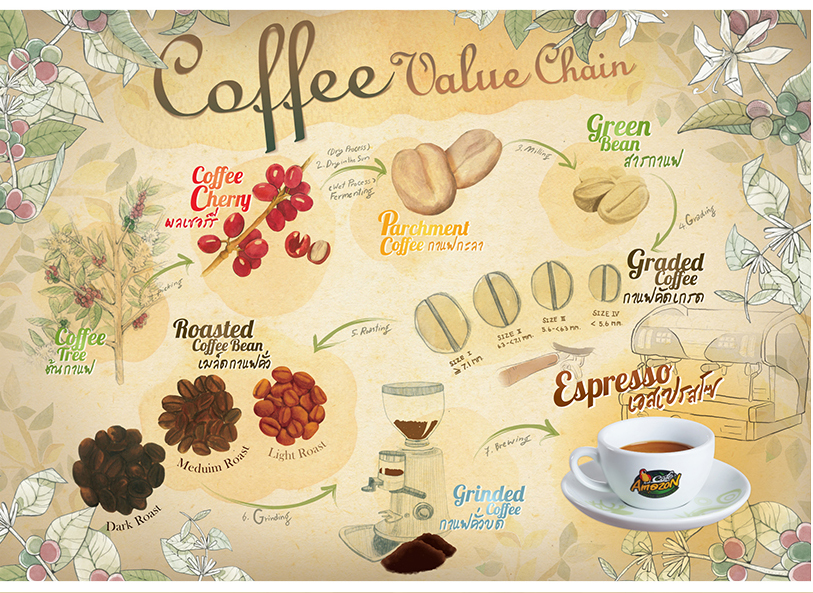 Coffee Value Chain
Coffee
Tree
ต้นกาแฟ
1. Picking
Coffee
Cherry
ผลเชอร์รี่
(Dry Process)
2. Dry in the Sun
(Wet Process)
Fermenting
Parchment
Coffee กาแฟกะลา
3. Milling
Green
Bean
สารกาแฟ
4. Grading
Graded
Coffee
กาแฟคัดเกรด
SIZE I
≥ 7.1 mm
SIZE II
6.3-<7.1 mm
SIZE III
5.6-<6.3 mm.
SIZE IV
< 5.6 mm.
5. Roasting
Roasted
Coffee Bean
เมล็ดกาแฟคั่ว
Dark Roast
Meduim Roast
Light Roast
6. Grinding
Grinded
Coffee
กาแฟคั่วบด
7. Brewing
Espresso
เอสเปรสโซ
Café
Amazon